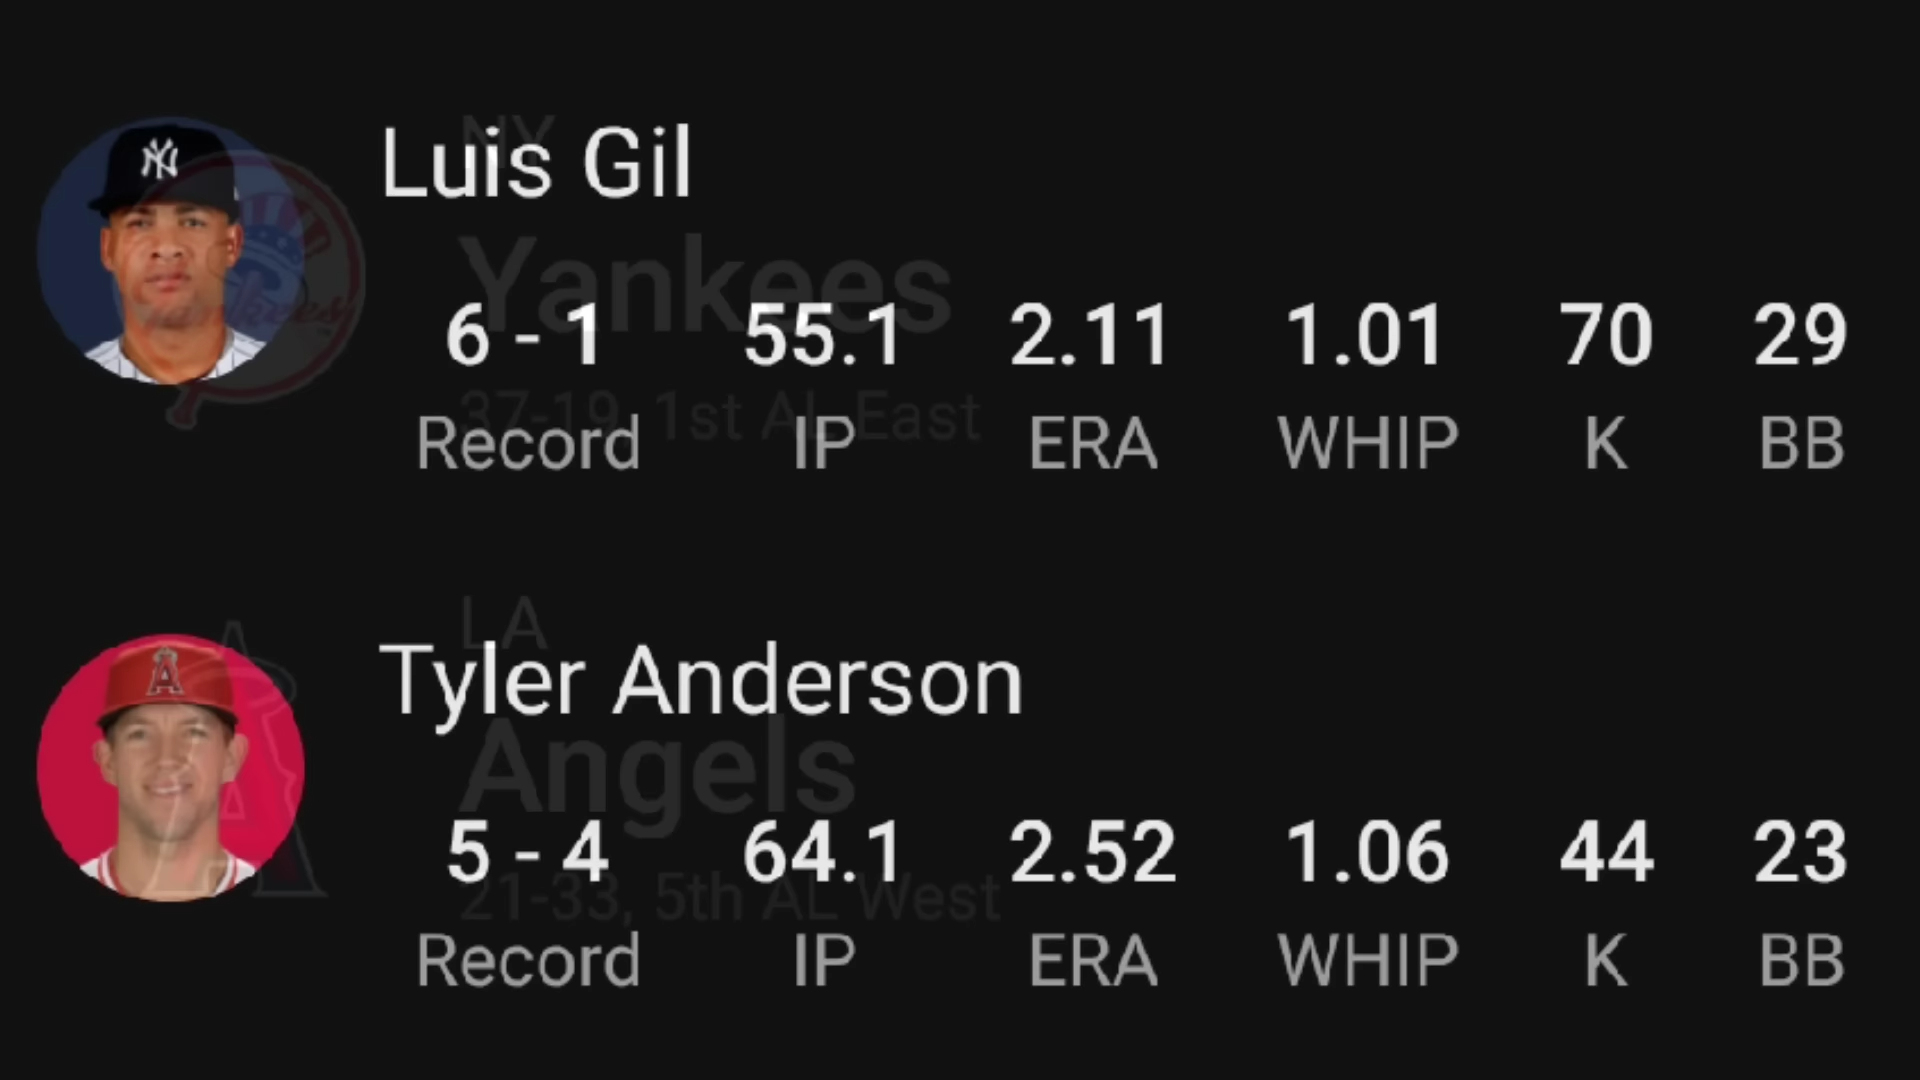 NY
Luis Gil
Yankees
6 - 1 55.1 2.11 1.01 70 29
37-19, 1st AL East
Record IP ERA WHIP K BB
LA
Tyler Anderson
Angels
5 - 4 64.1 2.52 1.06 44 23
21-33, 5th AL West
Record IP ERA WHIP K BB